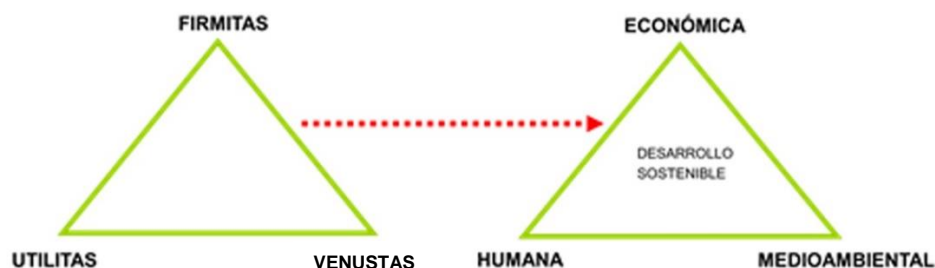 FIRMITAS
ECONÓMICA
DESARROLLO
SOSTENIBLE
UTILITAS
VENUSTAS
HUMANA
MEDIOAMBIENTAL